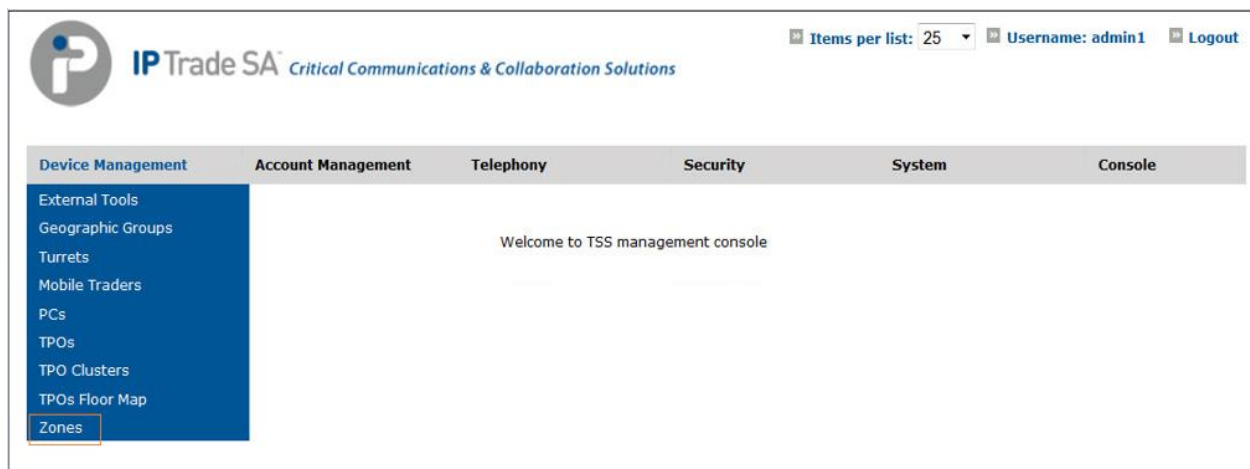 Items per list: 25 Username: admin1 Logout
IP Trade SA Critical Communications & Collaboration Solutions
Device Management Account Management Telephony Security System Console
External Tools
Geographic Groups
Welcome to TSS management console
Turrets
Mobile Traders
PCs
TPOs
TPO Clusters
TPOs Floor Map
Zones